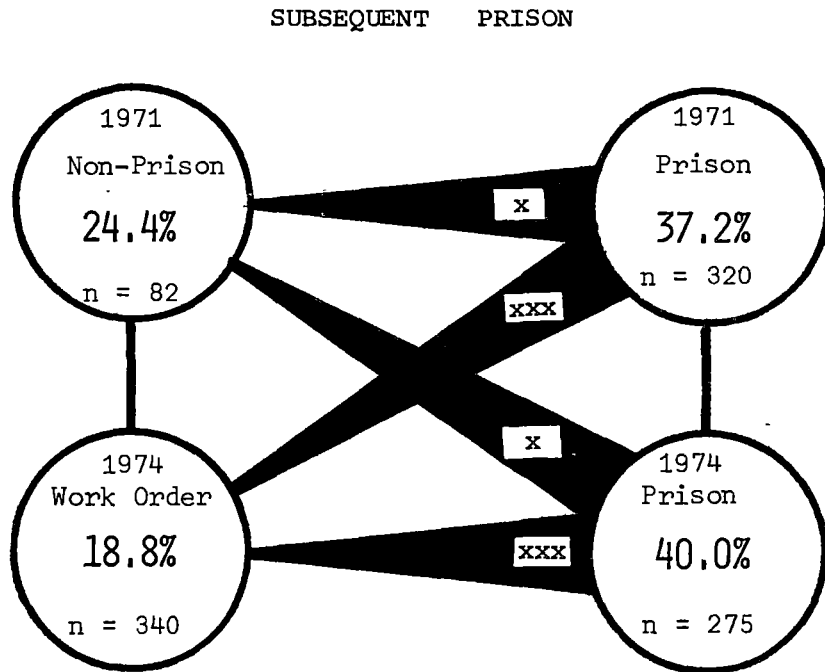 SUBSEQUENT PRISON
1971
Non-Prison
24.4%
n = 82
1971
Prison
37.2%
n = 320
x
xxx
x
xxx
1974
Work Order
18.8%
n = 340
1974
Prison
40.0%
n = 275